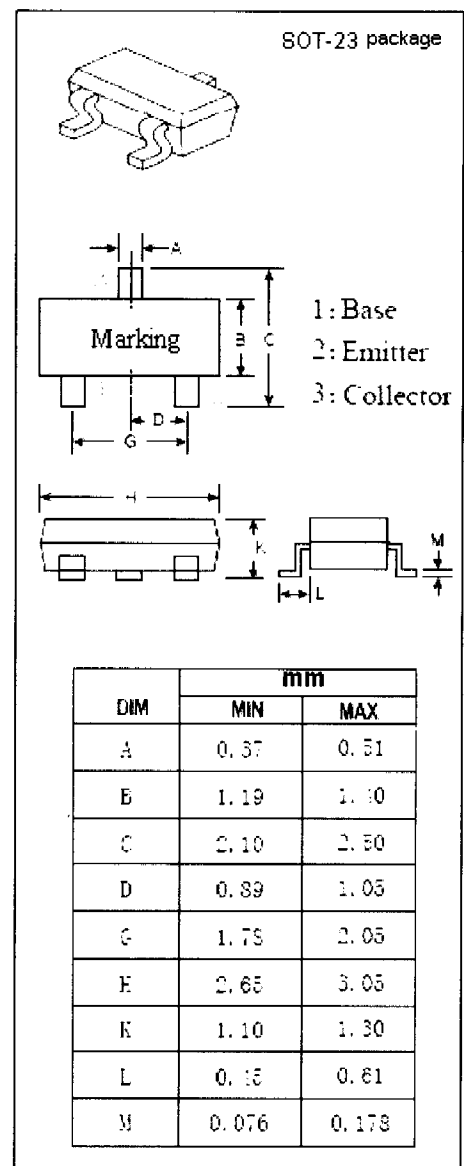 SOT-23 package
A
Marking
B
C
1: Base
2: Emitter
3: Collector
D
G
H
K
M
L
mm
DIM MIN MAX
A 0.37 0.51
B 1.19
C 2.10 2.50
D 0.89 1.05
G 1.78 2.05
H 2.65 3.05
K 1.10 1.30
L 0.61
M 0.076 0.178